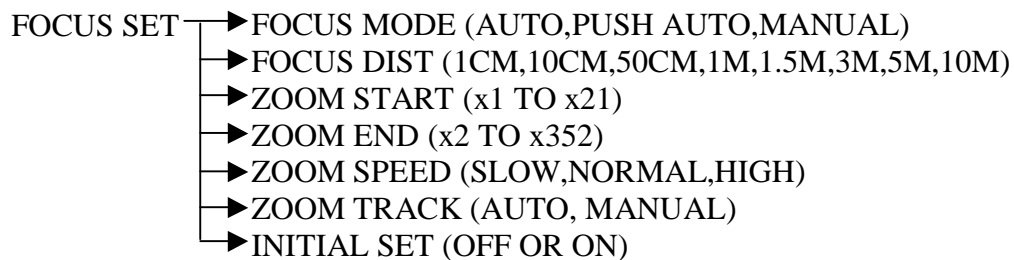 FOCUS SET FOCUS MODE (AUTO,PUSH AUTO,MANUAL)
FOCUS DIST (1CM,10CM,50CM,1M,1.5M,3M,5M,10M)
ZOOM START (x1 TO x21)
ZOOM END (x2 TO x352)
ZOOM SPEED (SLOW,NORMAL,HIGH)
ZOOM TRACK (AUTO, MANUAL)
INITIAL SET (OFF OR ON)